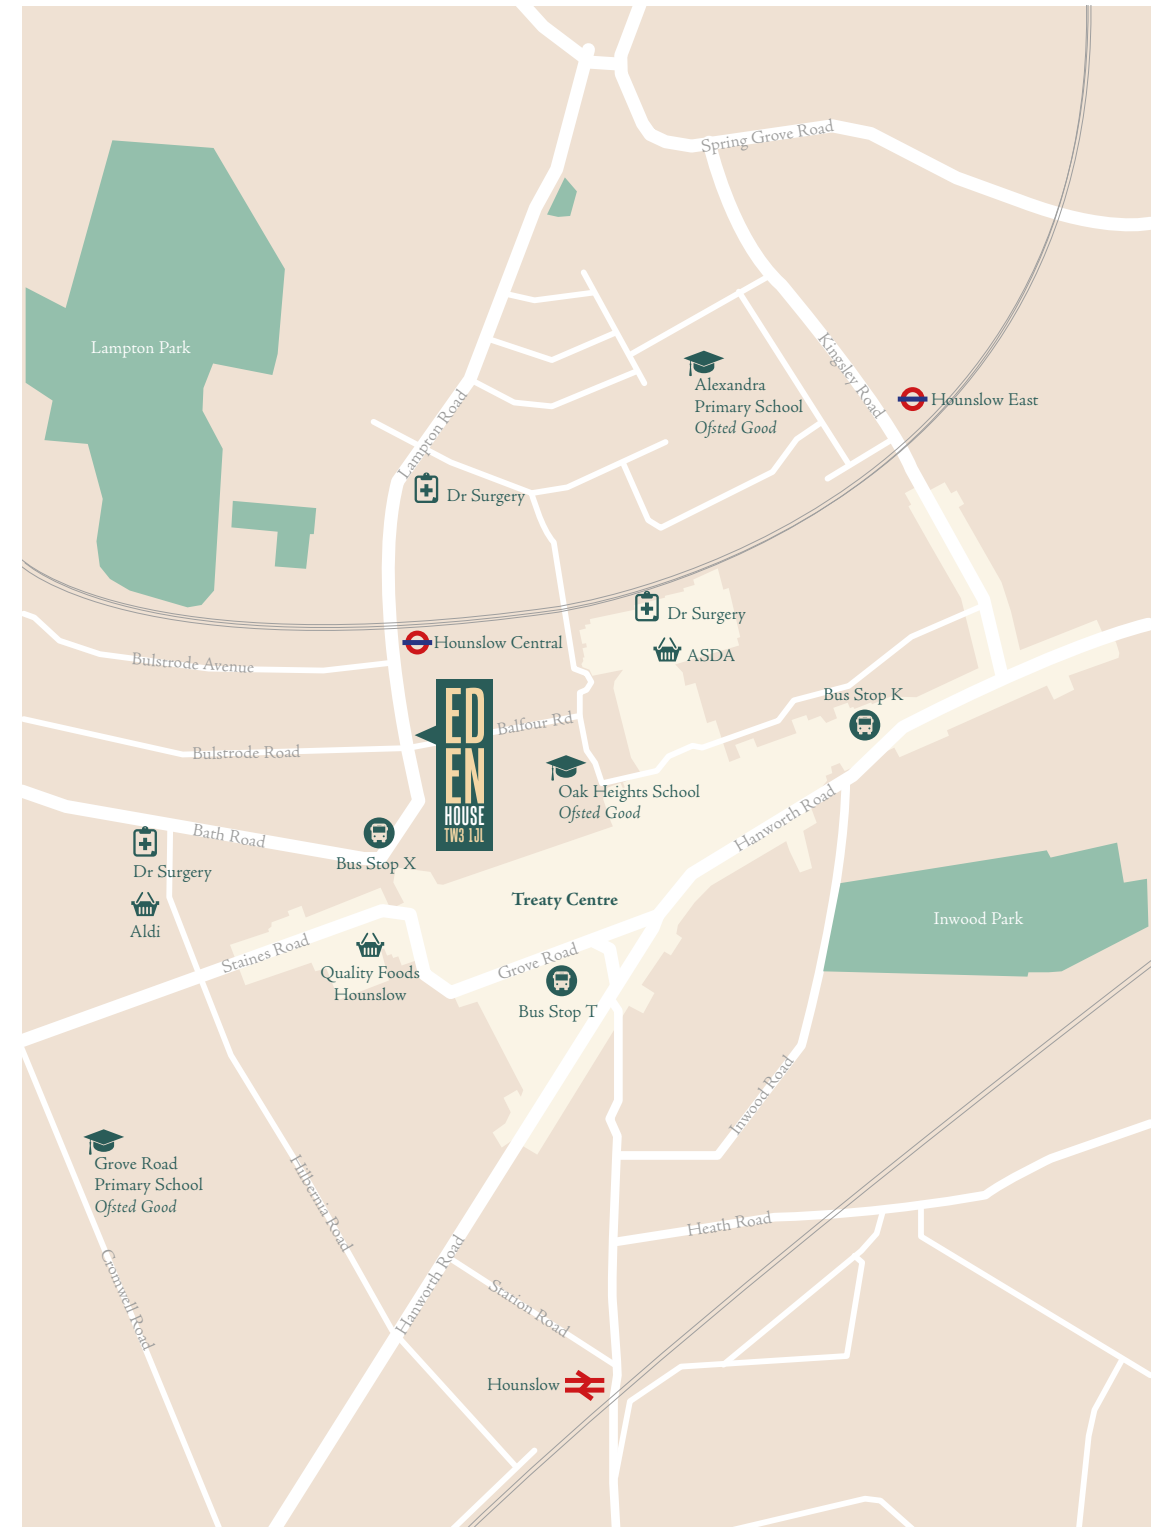 Spring Grove Road
Lampton Park
Kingsley Road
Alexandra
Primary School
Ofsted Good
Hounslow East
Lampton Road
Dr Surgery
Dr Surgery
Hounslow Central
ASDA
Bulstrode Avenue
Bus Stop K
ED
EN
HOUSE
TW3 1JL
Balfour Rd
Bulstrode Road
Oak Heights School
Ofsted Good
Hanworth Road
Bath Road
Bus Stop X
Dr Surgery
Treaty Centre
Inwood Park
Aldi
Staines Road
Quality Foods
Hounslow
Grove Road
Bus Stop T
Inwood Road
Grove Road
Primary School
Ofsted Good
Hilbernia Road
Heath Road
Cromwell Road
Hanworth Road
Station Road
Hounslow